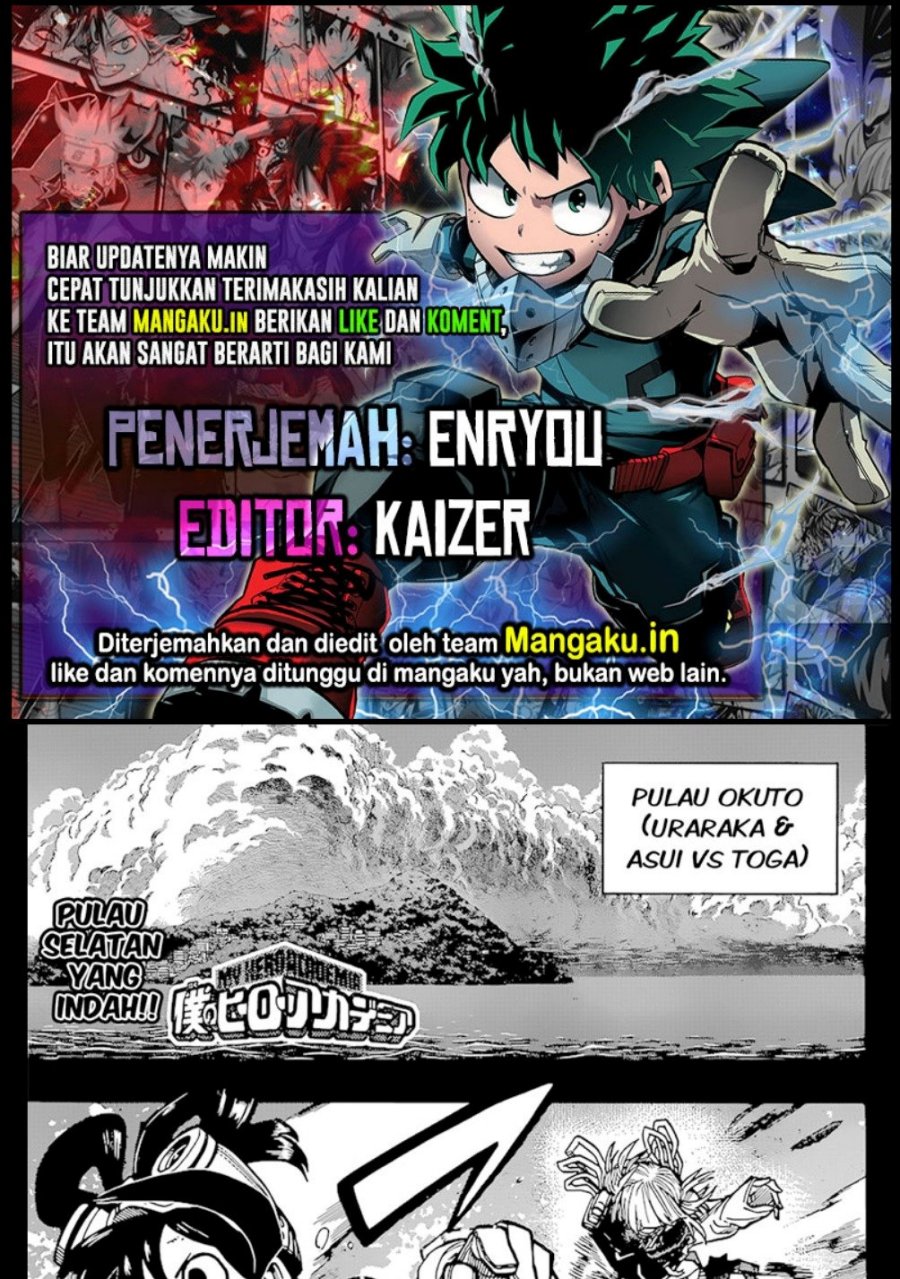 BIAR UPDATENYA MAKIN
CEPAT TUNJUKKAN TERIMAKASIH KALIAN
KE TEAM MANGAKU.IN BERIKAN LIKE DAN KOMENT,
ITU AKAN SANGAT BERARTI BAGI KAMI
PENERJEMAH: ENRYOU
EDITOR: KAIZER
Diterjemahkan dan diedit oleh team Mangaku.in
like dan komennya ditunggu di mangaku yah, bukan web lain.
PULAU OKUTO
(URARAKA &
ASUI VS TOGA)
PULAU
SELATAN
YANG
INDAH!!
MY HERO ACADEMIA
僕のヒーローアカデミア